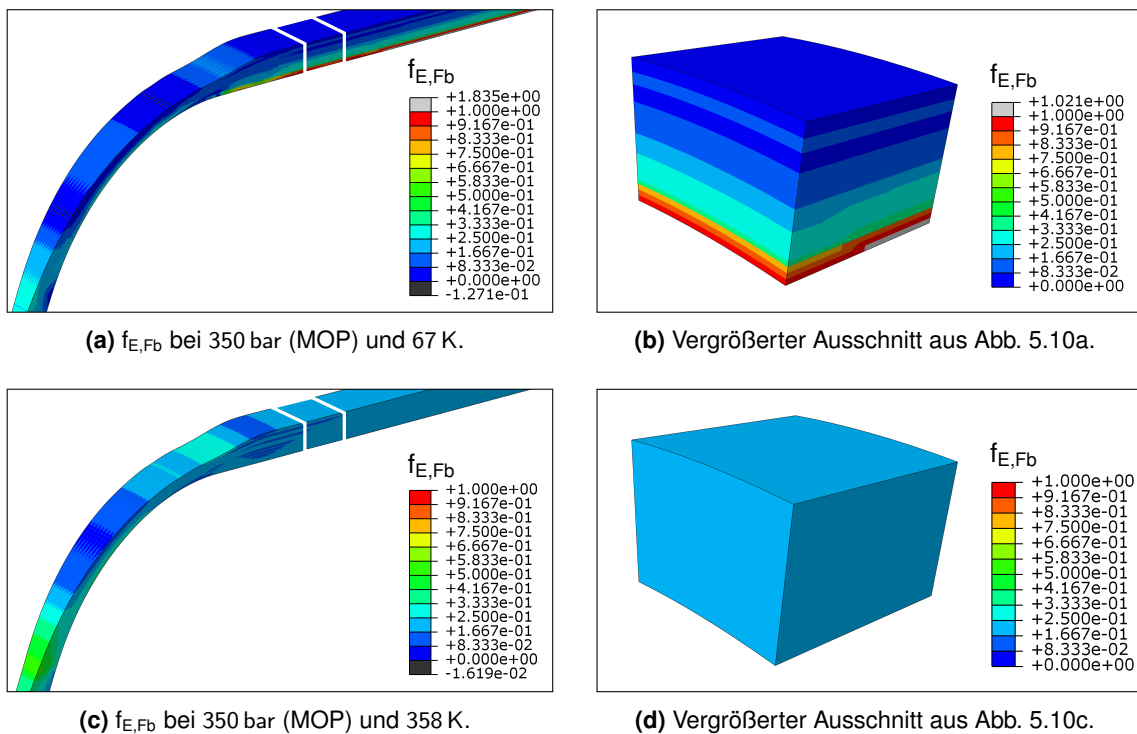 f_E,Fb
+1.835e+00
+1.000e+00
+9.167e-01
+8.333e-01
+7.500e-01
+6.667e-01
+5.833e-01
+5.000e-01
+4.167e-01
+3.333e-01
+2.500e-01
+1.667e-01
+8.333e-02
+0.000e+00
-1.271e-01
f_E,Fb
+1.021e+00
+1.000e+00
+9.167e-01
+8.333e-01
+7.500e-01
+6.667e-01
+5.833e-01
+5.000e-01
+4.167e-01
+3.333e-01
+2.500e-01
+1.667e-01
+8.333e-02
+0.000e+00
(a) f_E,Fb bei 350 bar (MOP) und 67 K.
(b) Vergrößerter Ausschnitt aus Abb. 5.10a.
f_E,Fb
+1.000e+00
+9.167e-01
+8.333e-01
+7.500e-01
+6.667e-01
+5.833e-01
+5.000e-01
+4.167e-01
+3.333e-01
+2.500e-01
+1.667e-01
+8.333e-02
+0.000e+00
-1.619e-02
f_E,Fb
+1.000e+00
+9.167e-01
+8.333e-01
+7.500e-01
+6.667e-01
+5.833e-01
+5.000e-01
+4.167e-01
+3.333e-01
+2.500e-01
+1.667e-01
+8.333e-02
+0.000e+00
(c) f_E,Fb bei 350 bar (MOP) und 358 K.
(d) Vergrößerter Ausschnitt aus Abb. 5.10c.